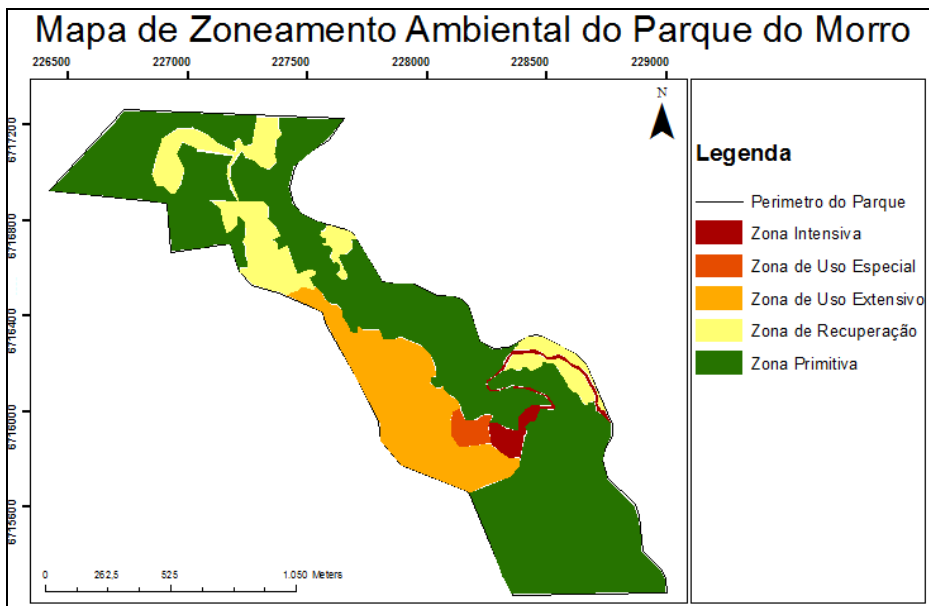 Mapa de Zoneamento Ambiental do Parque do Morro
226500 227000 227500 228000 228500 229000
6717200
6716800
6716400
6716000
6715600
N
0 262,5 525 1.050 Meters
Legenda
Perimetro do Parque
Zona Intensiva
Zona de Uso Especial
Zona de Uso Extensivo
Zona de Recuperação
Zona Primitiva